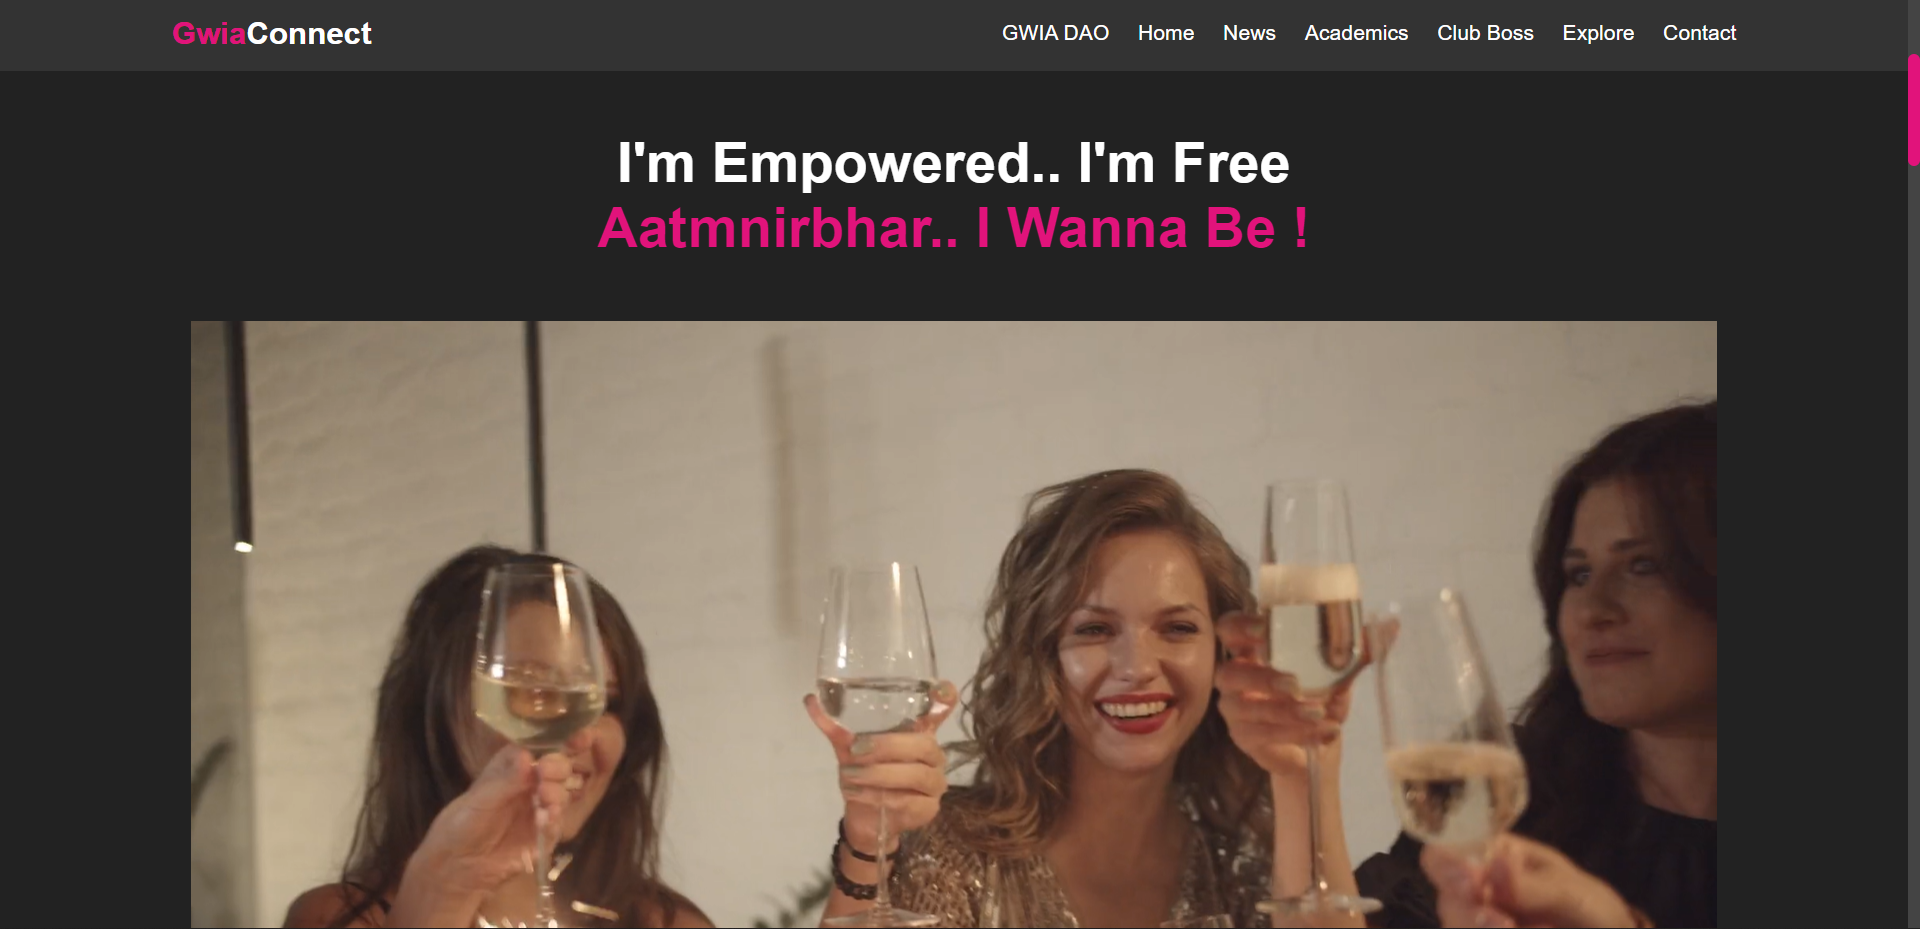 GwiaConnect
GWIA DAO Home News Academics Club Boss Explore Contact
I'm Empowered.. I'm Free
Aatmnirbhar.. I Wanna Be !